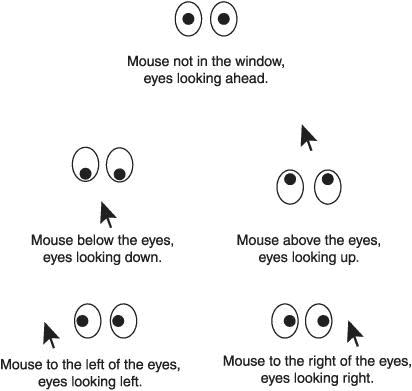 Mouse not in the window,
eyes looking ahead.
Mouse below the eyes,
eyes looking down.
Mouse above the eyes,
eyes looking up.
Mouse to the left of the eyes,
eyes looking left.
Mouse to the right of the eyes,
eyes looking right.